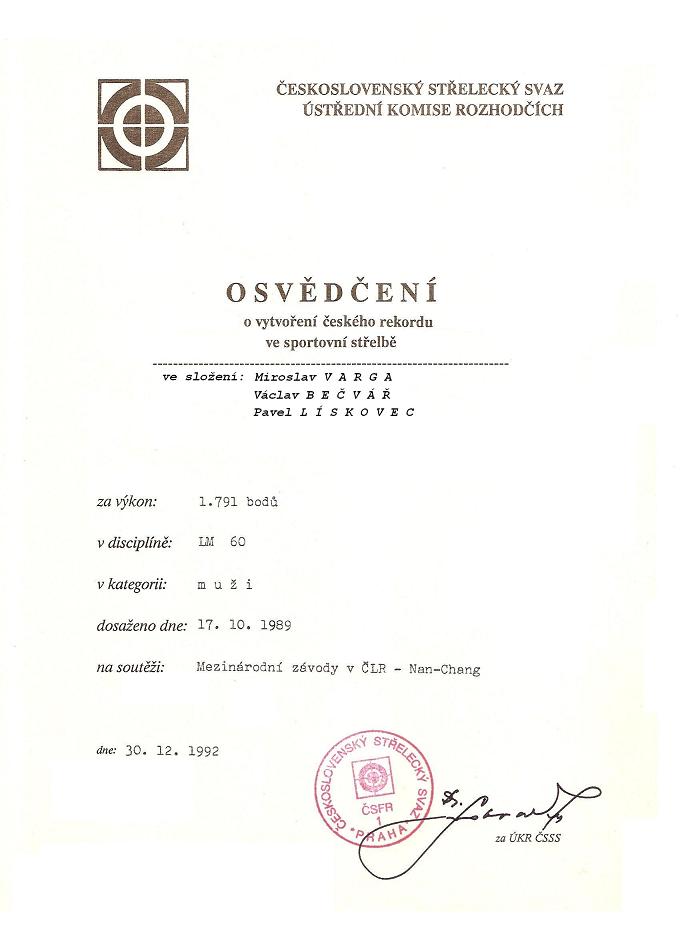 ČESKOSLOVENSKÝ STŘELECKÝ SVAZ
ÚSTŘEDNÍ KOMISE ROZHODČÍCH
OSVĚDČENÍ
o vytvoření českého rekordu
ve sportovní střelbě
ve složení: Miroslav V A R G A
Václav B E Č V Á Ř
Pavel L Í S K O V E C
za výkon: 1.791 bodů
v disciplíně: LM 60
v kategorii: m u ž i
dosaženo dne: 17. 10. 1989
na soutěži: Mezinárodní závody v ČLR - Nan-Chang
dne: 30. 12. 1992
ČESKOSLOVENSKÝ STŘELECKÝ SVAZ
ČSFR
1
PRAHA
za ÚKR ČSSS